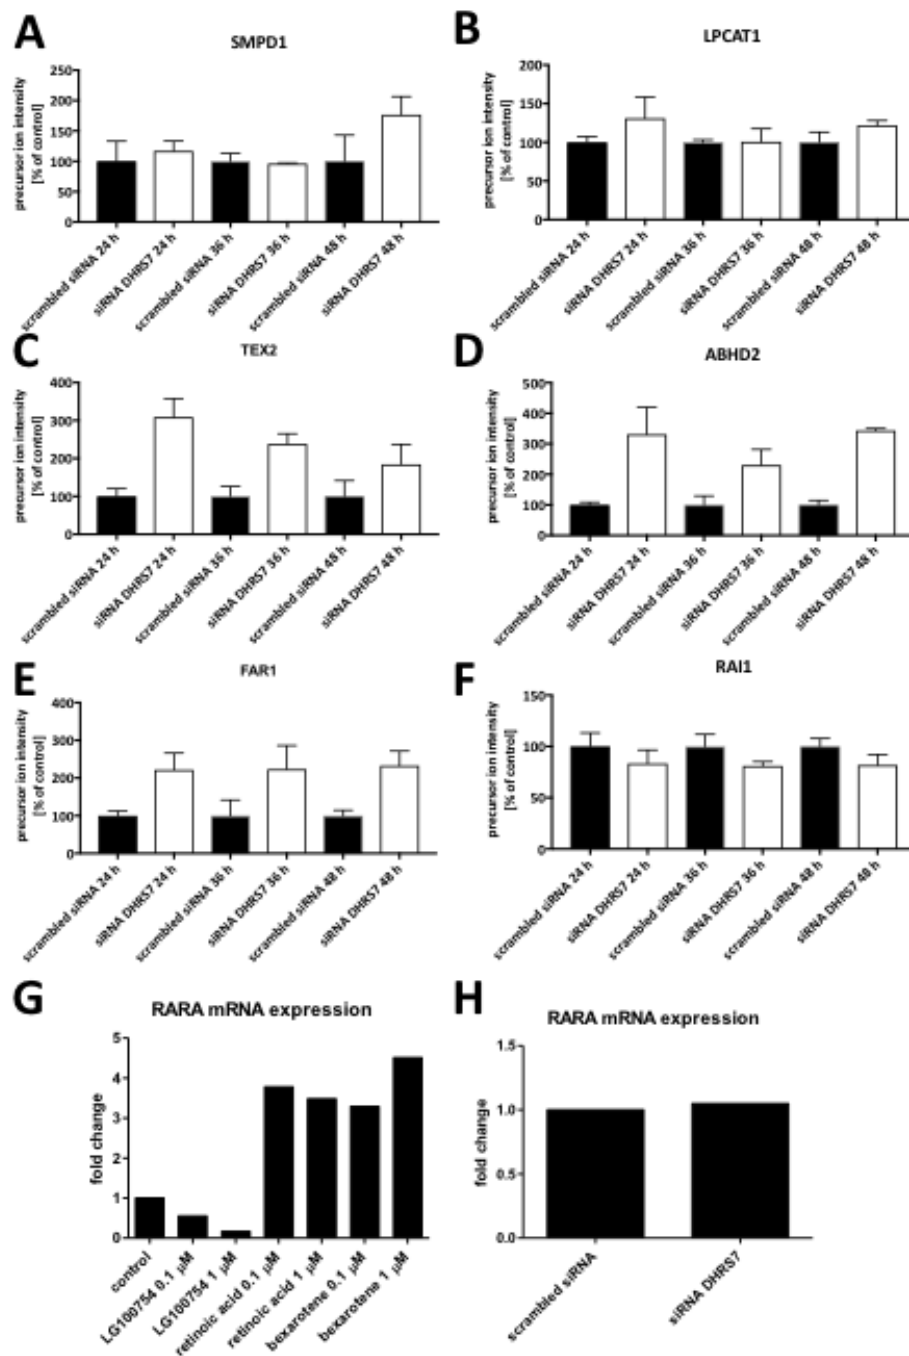 A
SMPD1
precursor ion intensity
[% of control]
250
200
150
100
50
0
scrambled siRNA 24 h
siRNA DHRS7 24 h
scrambled siRNA 36 h
siRNA DHRS7 36 h
scrambled siRNA 48 h
siRNA DHRS7 48 h
B
LPCAT1
precursor ion intensity
[% of control]
200
150
100
50
0
scrambled siRNA 24 h
siRNA DHRS7 24 h
scrambled siRNA 36 h
siRNA DHRS7 36 h
scrambled siRNA 48 h
siRNA DHRS7 48 h
C
TEX2
precursor ion intensity
[% of control]
400
300
200
100
0
scrambled siRNA 24 h
siRNA DHRS7 24 h
scrambled siRNA 36 h
siRNA DHRS7 36 h
scrambled siRNA 48 h
siRNA DHRS7 48 h
D
ABHD2
precursor ion intensity
[% of control]
500
400
300
200
100
0
scrambled siRNA 24 h
siRNA DHRS7 24 h
scrambled siRNA 36 h
siRNA DHRS7 36 h
scrambled siRNA 48 h
siRNA DHRS7 48 h
E
FAR1
precursor ion intensity
[% of control]
400
300
200
100
0
scrambled siRNA 24 h
siRNA DHRS7 24 h
scrambled siRNA 36 h
siRNA DHRS7 36 h
scrambled siRNA 48 h
siRNA DHRS7 48 h
F
RAI1
precursor ion intensity
[% of control]
150
100
50
0
scrambled siRNA 24 h
siRNA DHRS7 24 h
scrambled siRNA 36 h
siRNA DHRS7 36 h
scrambled siRNA 48 h
siRNA DHRS7 48 h
G
RARA mRNA expression
fold change
5
4
3
2
1
0
control
LG100754 0.1 µM
LG100754 1 µM
retinoic acid 0.1 µM
retinoic acid 1 µM
bexarotene 0.1 µM
bexarotene 1 µM
H
RARA mRNA expression
fold change
1.5
1.0
0.5
0.0
scrambled siRNA
siRNA DHRS7